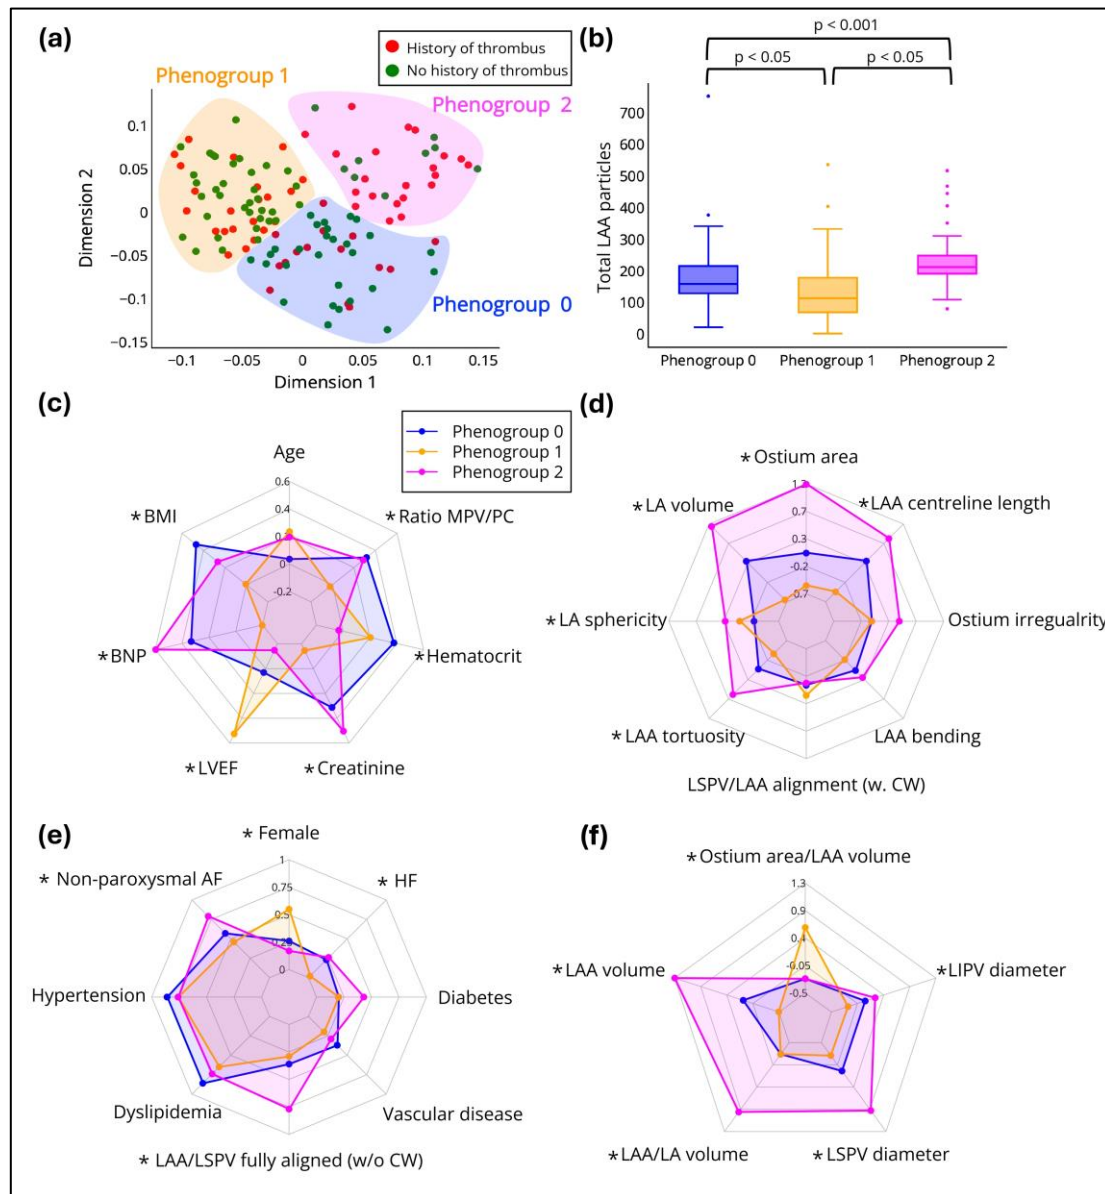 (a)
History of thrombus
No history of thrombus
Phenogroup 1
Phenogroup 2
Phenogroup 0
0.1
0.05
0
−0.05
−0.1
−0.15
Dimension 2
−0.1
−0.05
0
0.05
0.1
0.15
Dimension 1
(b)
p < 0.001
p < 0.05
p < 0.05
700
600
500
400
300
200
100
0
Total LAA particles
Phenogroup 0
Phenogroup 1
Phenogroup 2
(c)
Phenogroup 0
Phenogroup 1
Phenogroup 2
Age
* BMI
* Ratio MPV/PC
* BNP
* Hematocrit
* LVEF
* Creatinine
0.6
0.4
0
-0.2
(d)
* Ostium area
* LA volume
* LAA centreline length
* LA sphericity
Ostium irregualrity
* LAA tortuosity
LAA bending
LSPV/LAA alignment (w. CW)
0.7
0.3
-0.2
-0.7
(e)
* Female
* Non-paroxysmal AF
* HF
Hypertension
Diabetes
Dyslipidemia
Vascular disease
* LAA/LSPV fully aligned (w/o CW)
1
0.75
0.5
0
(f)
* Ostium area/LAA volume
* LAA volume
* LIPV diameter
* LAA/LA volume
* LSPV diameter
1.3
0.9
0.4
-0.05
-0.5